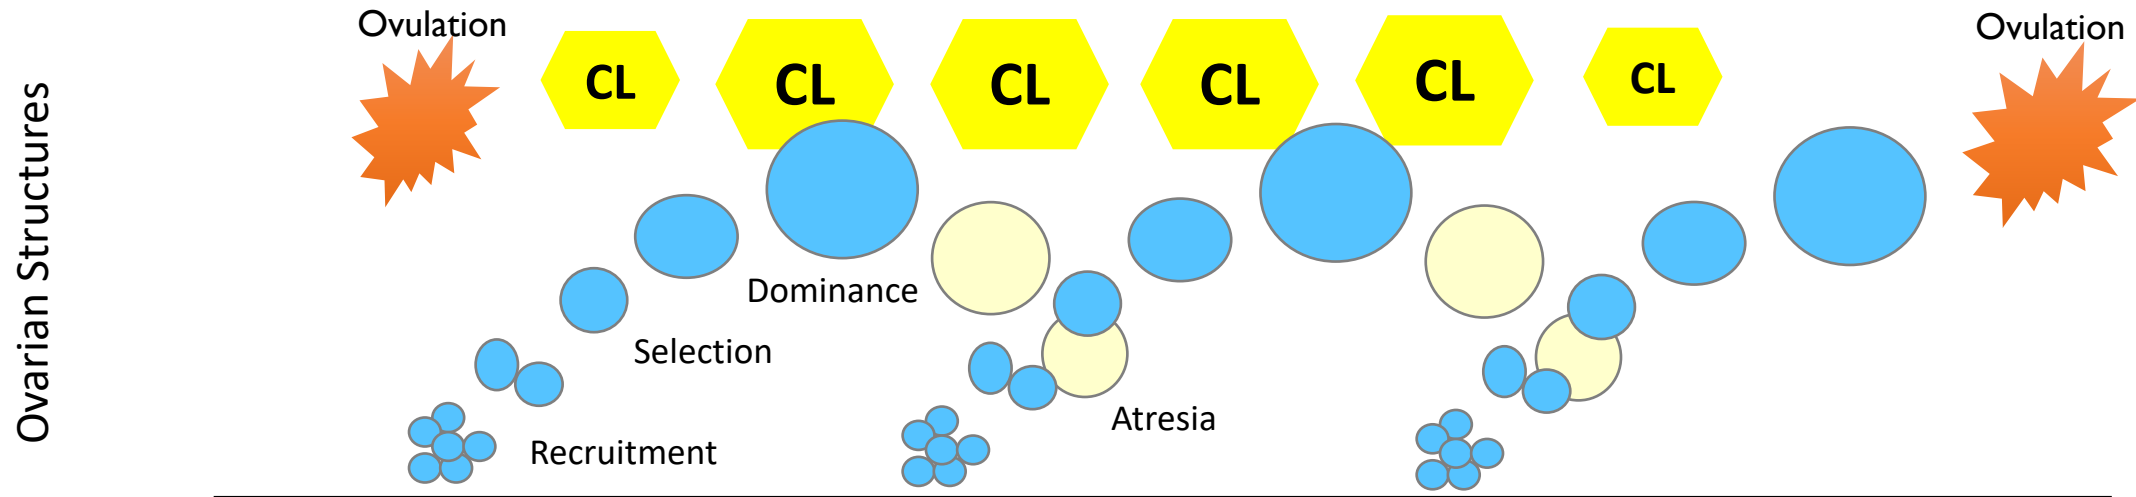 Ovulation
Ovulation
CL
CL
CL
CL
CL
CL
Ovarian Structures
Dominance
Selection
Atresia
Recruitment